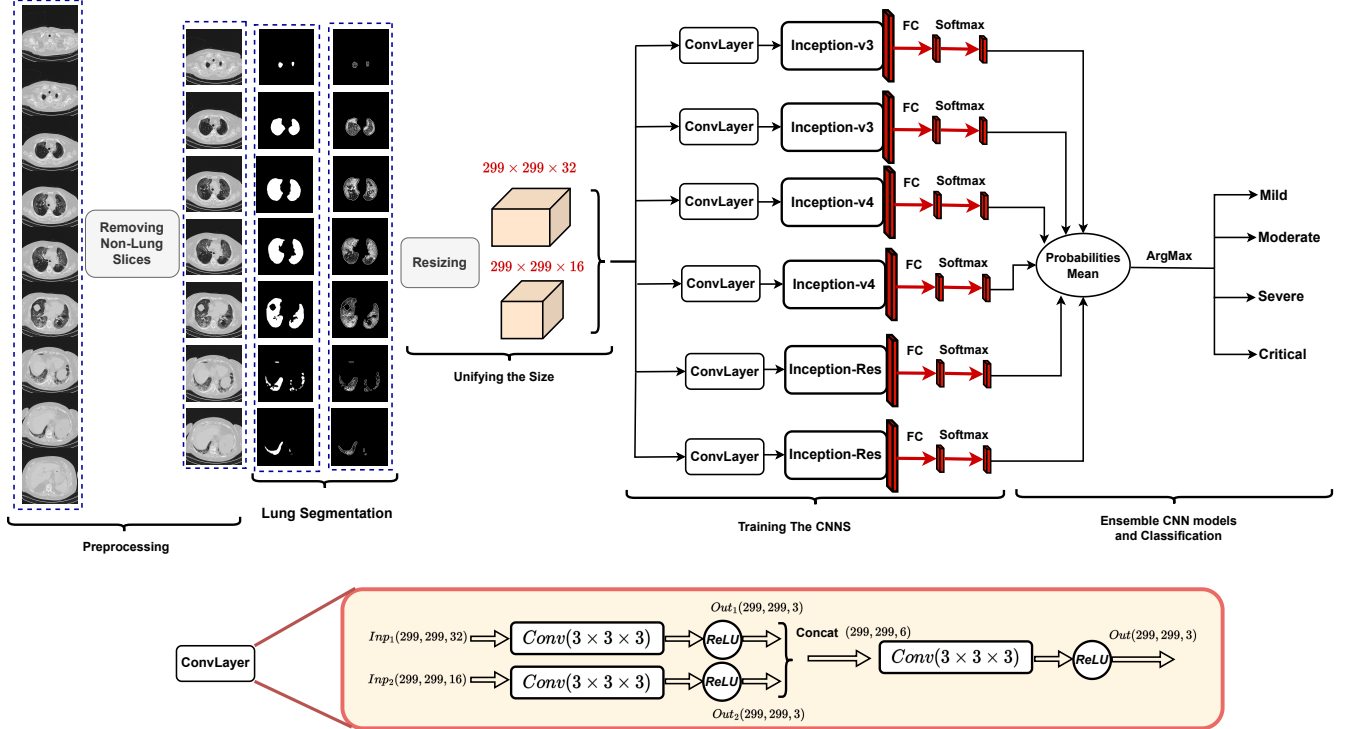 Removing
Non-Lung
Slices
Preprocessing
Lung Segmentation
Resizing
299 × 299 × 32
299 × 299 × 16
Unifying the Size
ConvLayer
Inception-v3
FC
Softmax
ConvLayer
Inception-v3
FC
Softmax
ConvLayer
Inception-v4
FC
Softmax
ConvLayer
Inception-v4
FC
Softmax
ConvLayer
Inception-Res
FC
Softmax
ConvLayer
Inception-Res
FC
Softmax
Training The CNNS
Probabilities
Mean
ArgMax
Mild
Moderate
Severe
Critical
Ensemble CNN models
and Classification
ConvLayer
Inp₁(299, 299, 32)
Conv(3 × 3 × 3)
ReLU
Out₁(299, 299, 3)
Inp₂(299, 299, 16)
Conv(3 × 3 × 3)
ReLU
Out₂(299, 299, 3)
Concat (299, 299, 6)
Conv(3 × 3 × 3)
ReLU
Out(299, 299, 3)